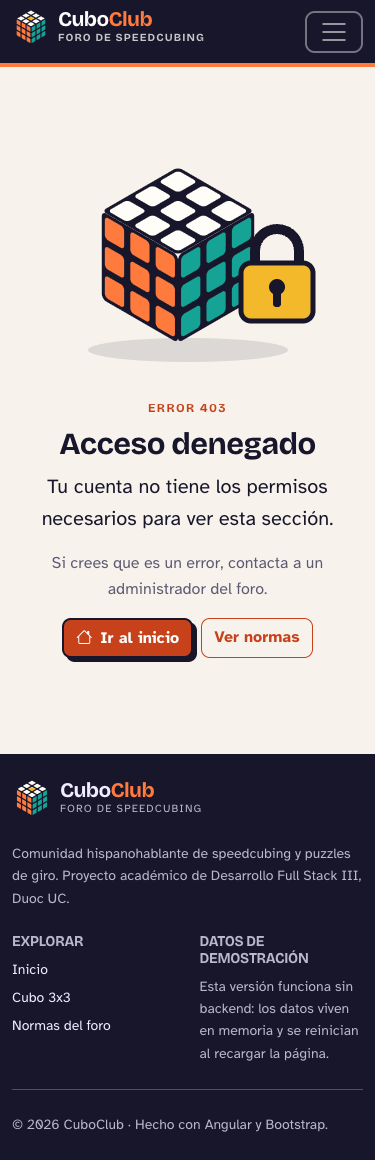 CuboClub
FORO DE SPEEDCUBING
ERROR 403
Acceso denegado
Tu cuenta no tiene los permisos
necesarios para ver esta sección.
Si crees que es un error, contacta a un
administrador del foro.
Ir al inicio
Ver normas
CuboClub
FORO DE SPEEDCUBING
Comunidad hispanohablante de speedcubing y puzzles
de giro. Proyecto académico de Desarrollo Full Stack III,
Duoc UC.
EXPLORAR
Inicio
Cubo 3x3
Normas del foro
DATOS DE
DEMOSTRACIÓN
Esta versión funciona sin
backend: los datos viven
en memoria y se reinician
al recargar la página.
© 2026 CuboClub · Hecho con Angular y Bootstrap.